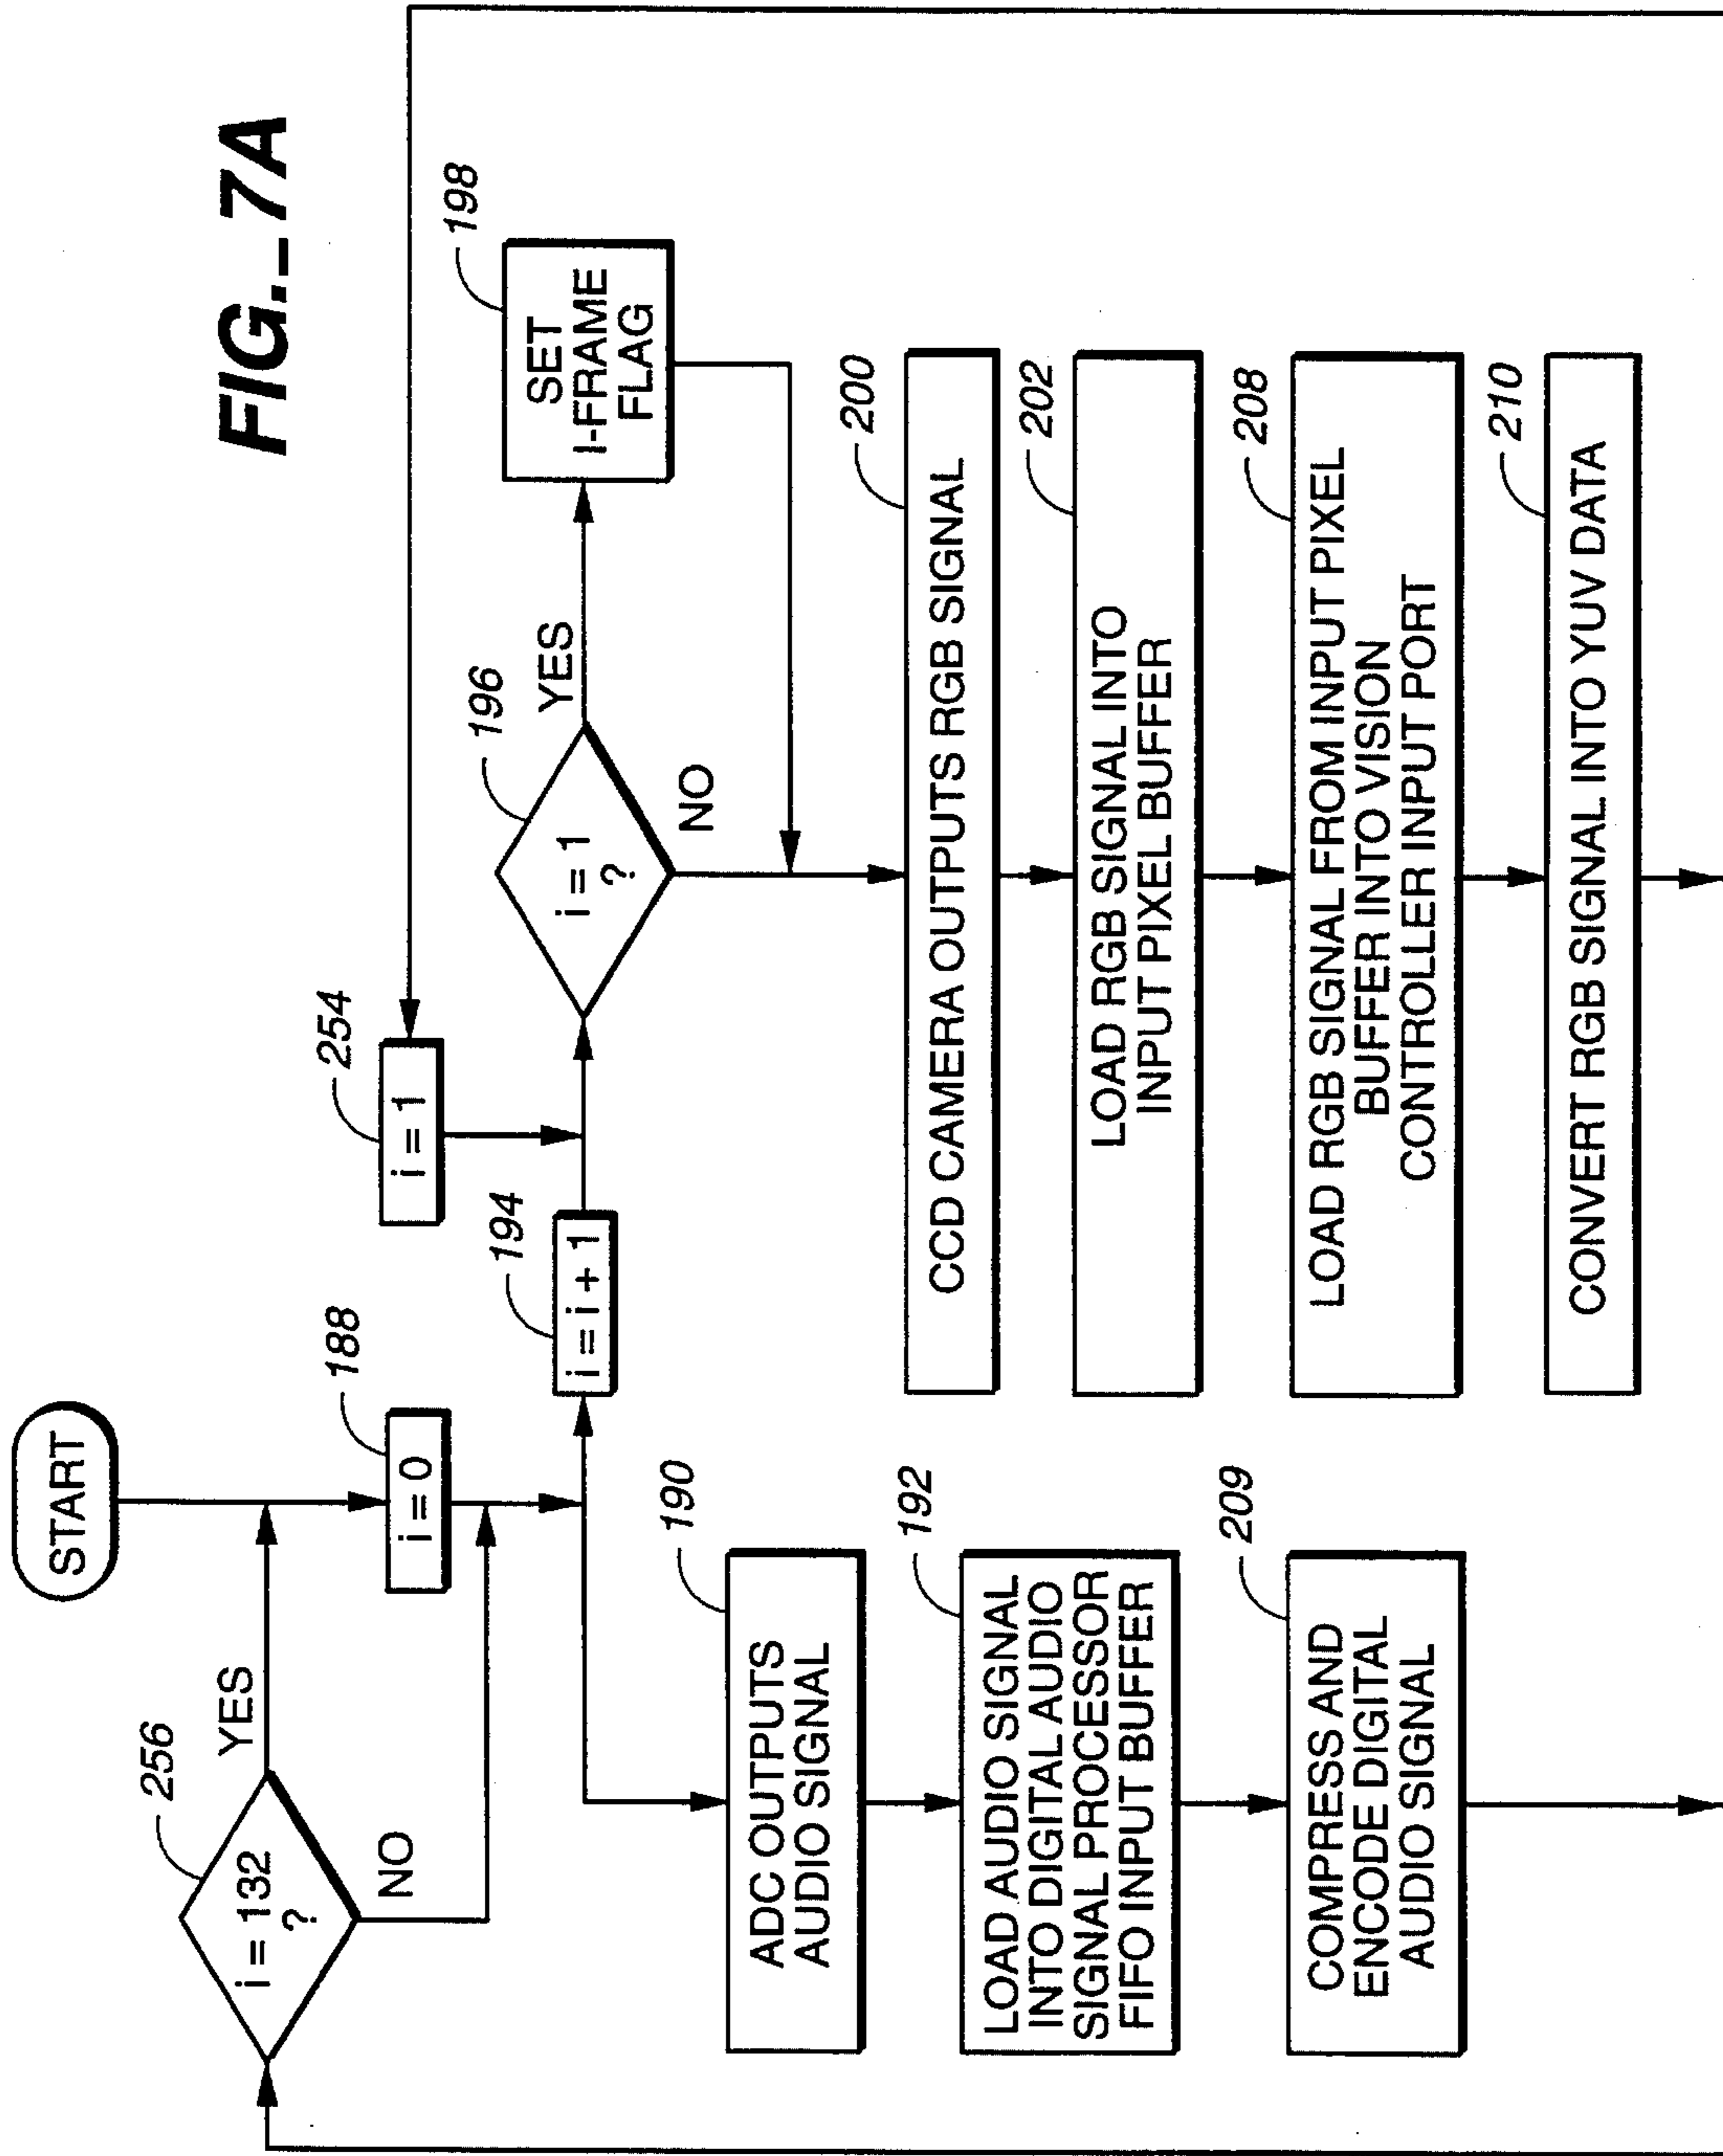 FIG._7A
START
256
i = 132
?
YES
NO
188
i = 0
194
i = i + 1
254
i = 1
196
i = 1
?
YES
NO
198
SET
I-FRAME
FLAG
190
ADC OUTPUTS
AUDIO SIGNAL
192
LOAD AUDIO SIGNAL
INTO DIGITAL AUDIO
SIGNAL PROCESSOR
FIFO INPUT BUFFER
209
COMPRESS AND
ENCODE DIGITAL
AUDIO SIGNAL
200
CCD CAMERA OUTPUTS RGB SIGNAL
202
LOAD RGB SIGNAL INTO
INPUT PIXEL BUFFER
208
LOAD RGB SIGNAL FROM INPUT PIXEL
BUFFER INTO VISION
CONTROLLER INPUT PORT
210
CONVERT RGB SIGNAL INTO YUV DATA